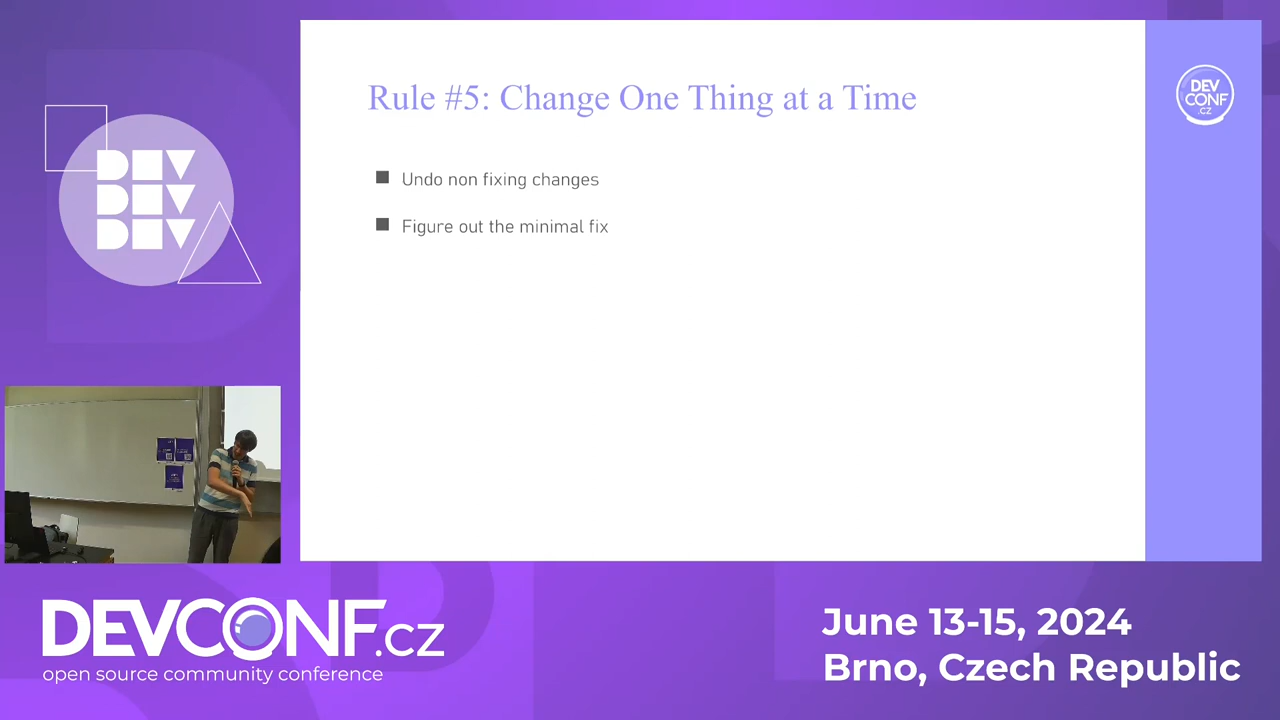 Rule #5: Change One Thing at a Time
Undo non fixing changes
Figure out the minimal fix
DEV
CONF
.CZ
DEV
DEV
DEV
DEVCONF.cz
open source community conference
June 13-15, 2024
Brno, Czech Republic